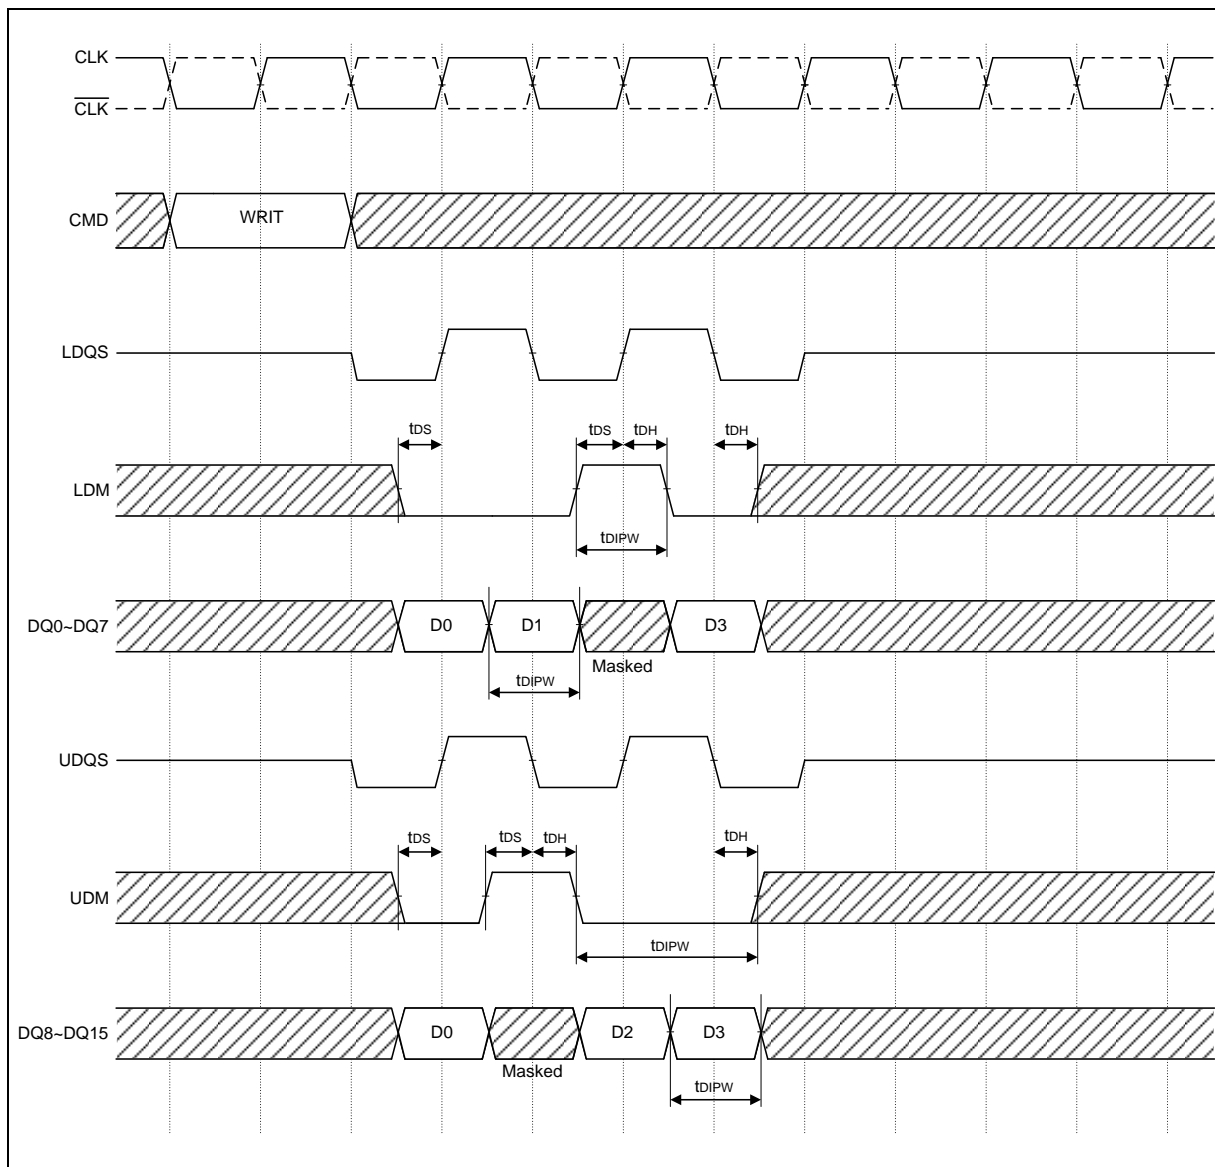 CLK
CLK
CMD
WRIT
LDQS
tDS tDS tDH tDH
LDM
tDIPW
DQ0~DQ7
D0 D1 D3
Masked
tDIPW
UDQS
tDS tDS tDH tDH
UDM
tDIPW
DQ8~DQ15
D0 D2 D3
Masked
tDIPW